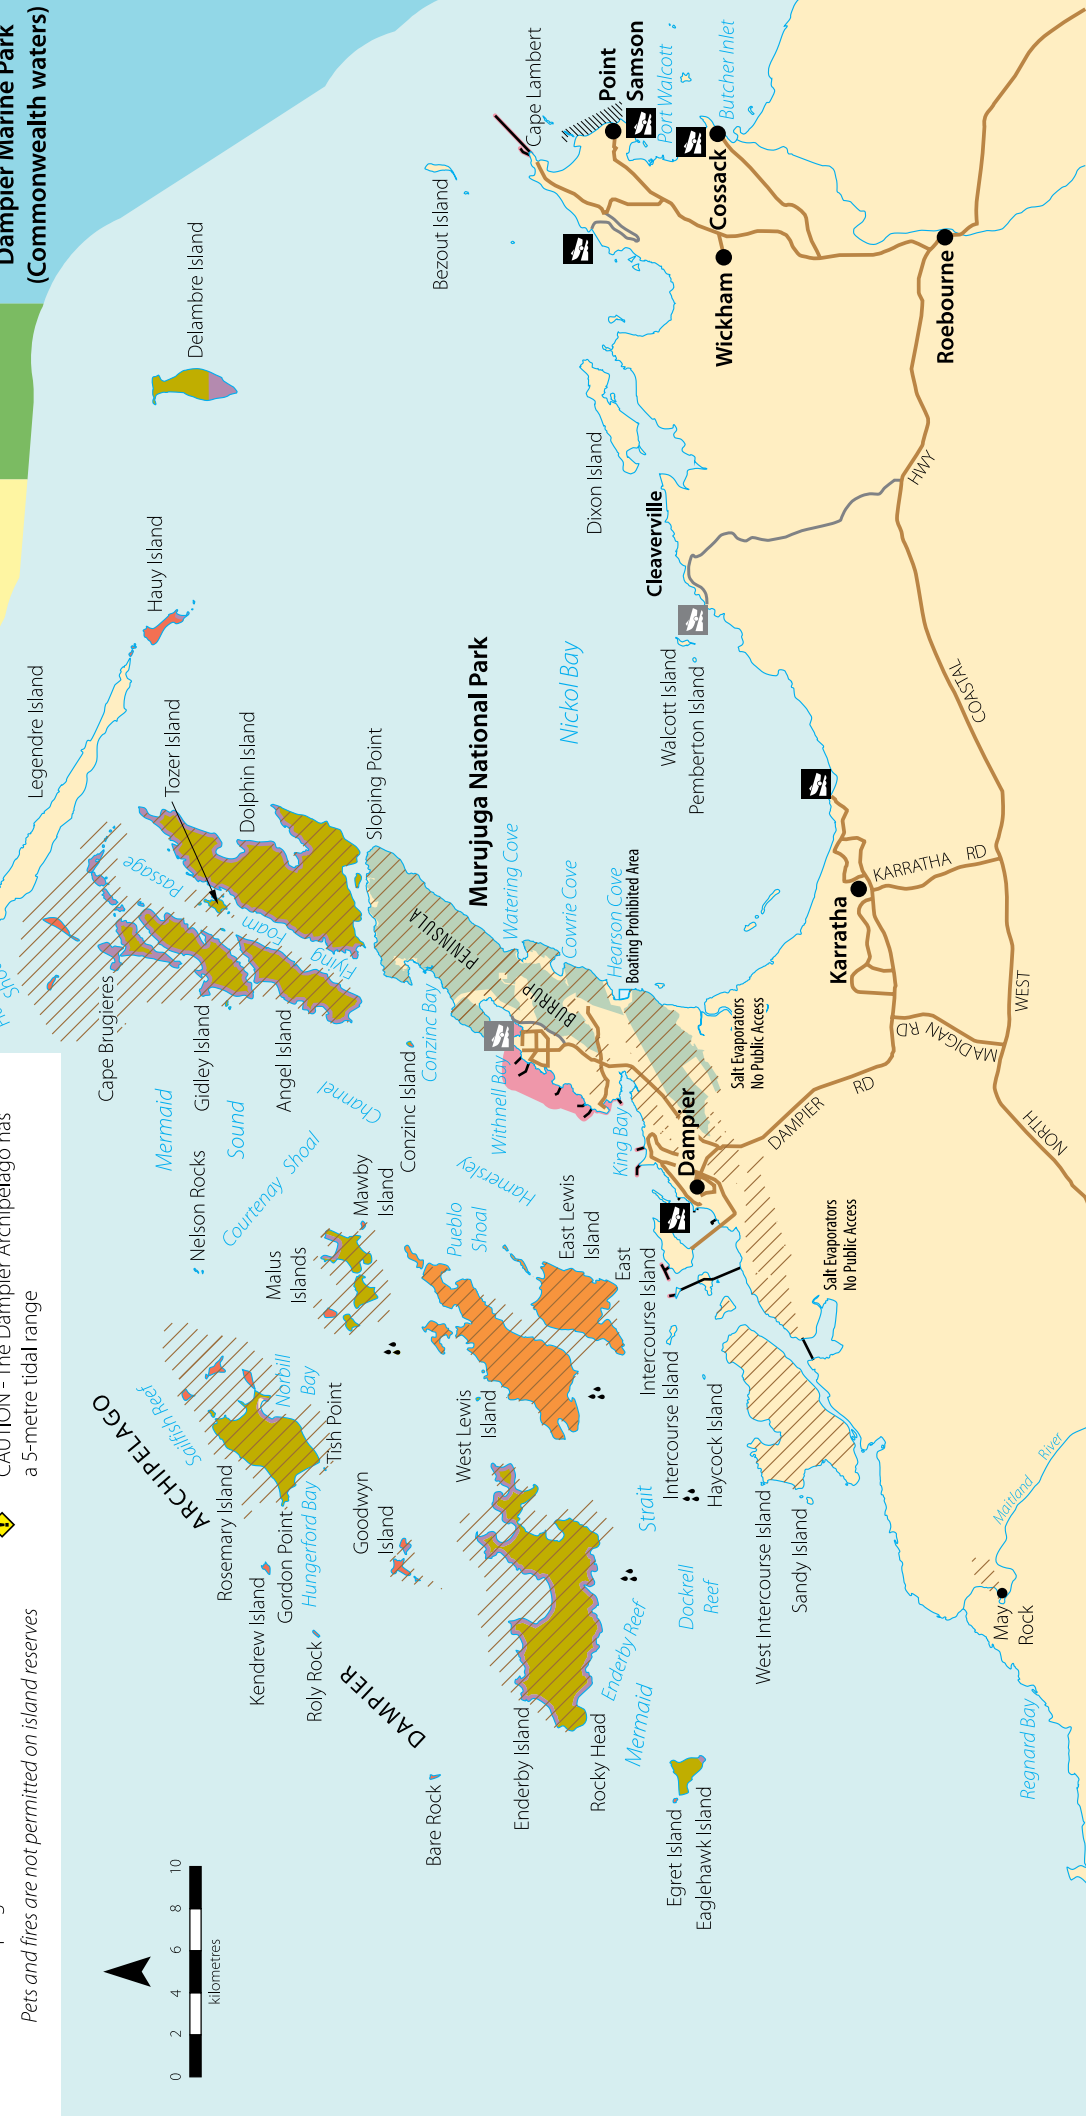 Dampier Marine Park
(Commonwealth waters)
CAUTION - The Dampier Archipelago has
a 5-metre tidal range
Pets and fires are not permitted on island reserves
0 2 4 6 8 10
kilometres
Legendre Island
Hauy Island
Delambre Island
Bezout Island
Cape Lambert
Point
Samson
Port Walcott
Butcher Inlet
Cossack
Wickham
Roebourne
Dixon Island
Cleaverville
Walcott Island
Pemberton Island
Nickol Bay
Murujuga National Park
Tozer Island
Dolphin Island
Sloping Point
Flying
Foam
Passage
Cape Brugieres
Gidley Island
Angel Island
Watering Cove
Cowrie Cove
Hearson Cove
Boating Prohibited Area
BURRUP
PENINSULA
Conzinc Bay
Conzinc Island
Withnell Bay
King Bay
Mermaid
Sound
Courtenay Shoal
Hamersley
Channel
Nelson Rocks
Mawby
Island
Malus
Islands
Pueblo
Shoal
East Lewis
Island
West Lewis
Island
East
Intercourse Island
Intercourse Island
Haycock Island
West Intercourse Island
Sandy Island
Dampier
Karratha
KARRATHA RD
MADIGAN RD
DAMPIER RD
NORTH WEST COASTAL HWY
Salt Evaporators
No Public Access
Salt Evaporators
No Public Access
DAMPIER
ARCHIPELAGO
Sailfish Reef
Norbill
Bay
Tish Point
Rosemary Island
Gordon Point
Hungerford Bay
Kendrew Island
Roly Rock
Goodwyn
Island
Bare Rock
Enderby Island
Rocky Head
Enderby Reef
Mermaid
Strait
Dockrell
Reef
Egret Island
Eaglehawk Island
Maitland River
May
Rock
Regnard Bay